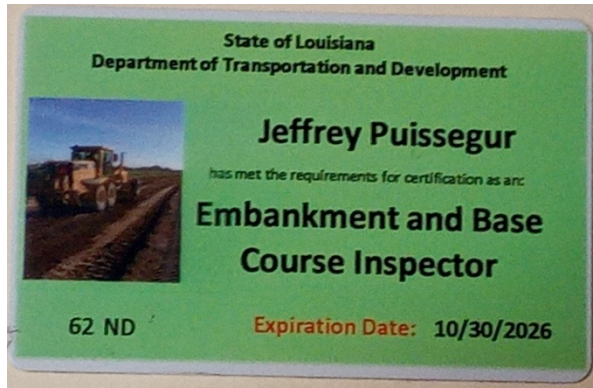 State of Louisiana
Department of Transportation and Development
Jeffrey Puissegur
has met the requirements for certification as an:
Embankment and Base
Course Inspector
62 ND
Expiration Date: 10/30/2026